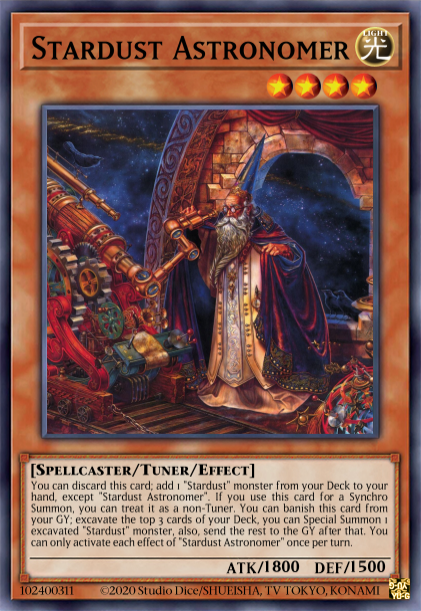 STARDUST ASTRONOMER
LIGHT
光
[SPELLCASTER/TUNER/EFFECT]
You can discard this card; add 1 "Stardust" monster from your Deck to your
hand, except "Stardust Astronomer". If you use this card for a Synchro
Summon, you can treat it as a non-Tuner. You can banish this card from
your GY; excavate the top 3 cards of your Deck, you can Special Summon 1
excavated "Stardust" monster, also, send the rest to the GY after that. You
can only activate each effect of "Stardust Astronomer" once per turn.
ATK/1800 DEF/1500
102400311 ©2020 Studio Dice/SHUEISHA, TV TOKYO, KONAMI